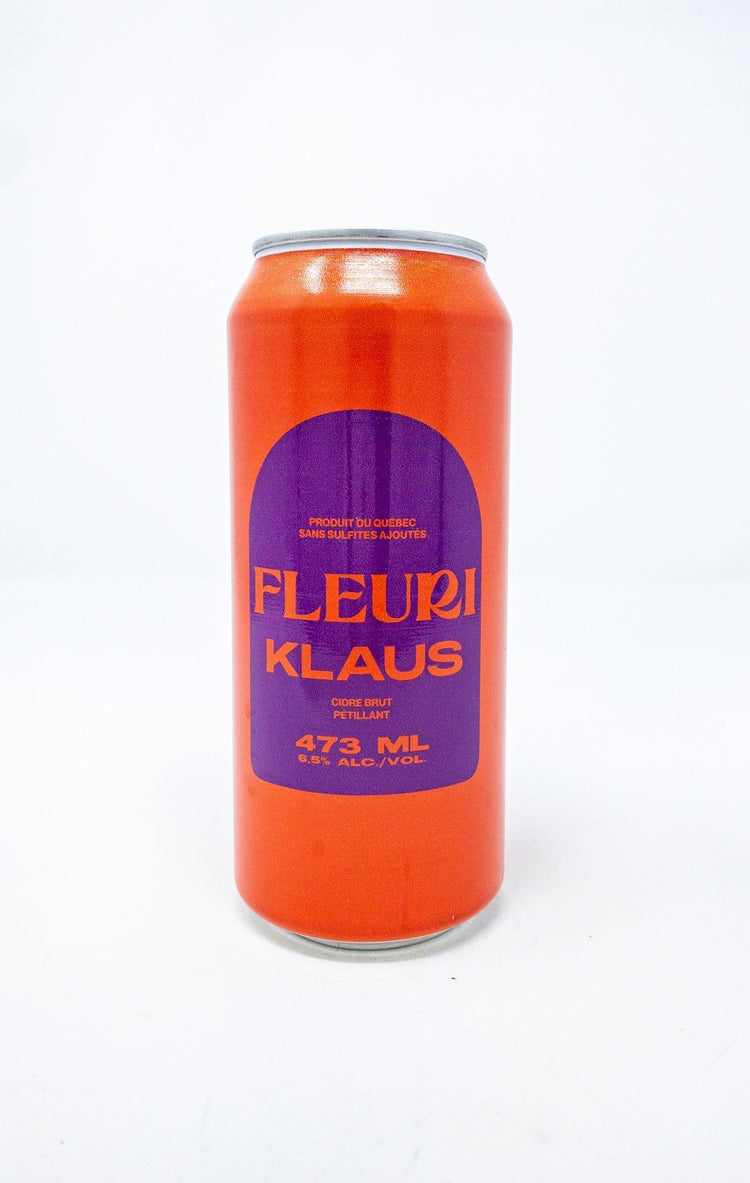 PRODUIT DU QUÉBEC
SANS SULFITES AJOUTÉS
FLEURI
KLAUS
CIDRE BRUT
PÉTILLANT
473 ML
6.5% ALC./VOL.